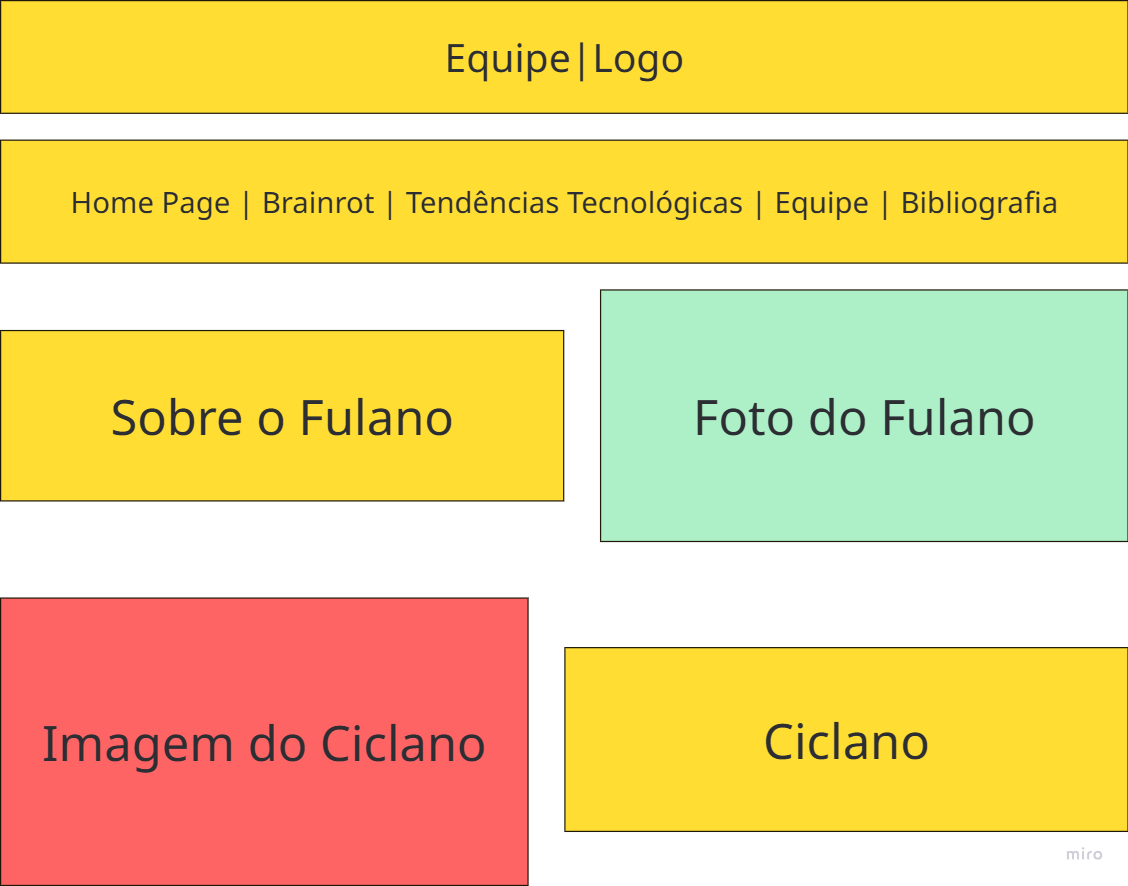 Equipe|Logo
Home Page | Brainrot | Tendências Tecnológicas | Equipe | Bibliografia
Sobre o Fulano
Foto do Fulano
Imagem do Ciclano
Ciclano
miro